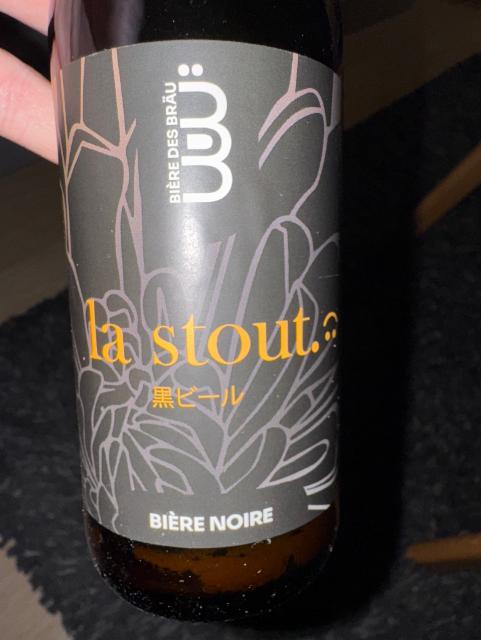 BIÈRE DES BRÄU
la stout.
黒ビール
BIÈRE NOIRE